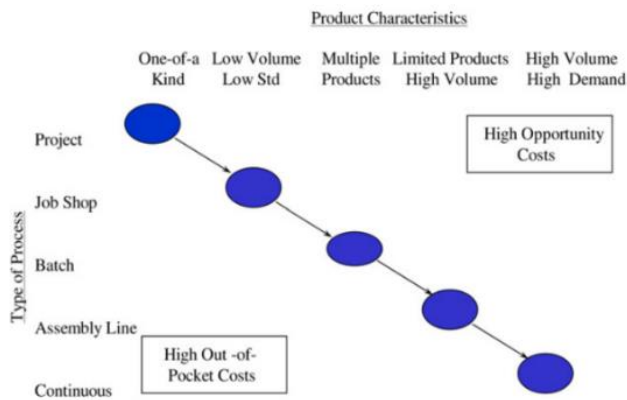 Product Characteristics
One-of-a Low Volume Multiple Limited Products High Volume
Kind Low Std Products High Volume High Demand
Project
High Opportunity
Costs
Job Shop
Type of Process
Batch
Assembly Line
High Out -of-
Pocket Costs
Continuous